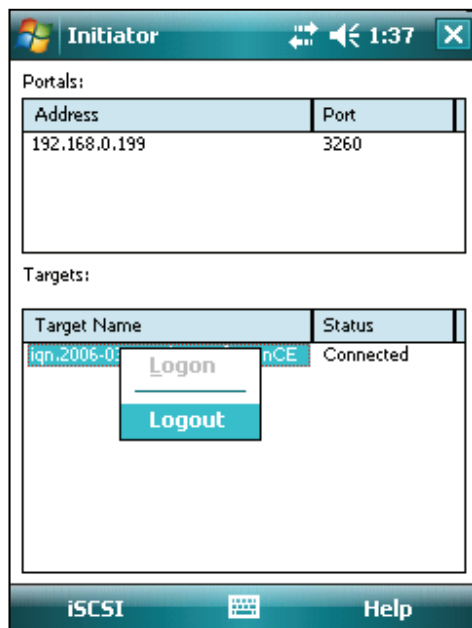 Initiator 1:37
Portals:
Address Port
192.168.0.199 3260
Targets:
Target Name Status
iqn.2006-0 nCE Connected
Logon
Logout
iSCSI Help